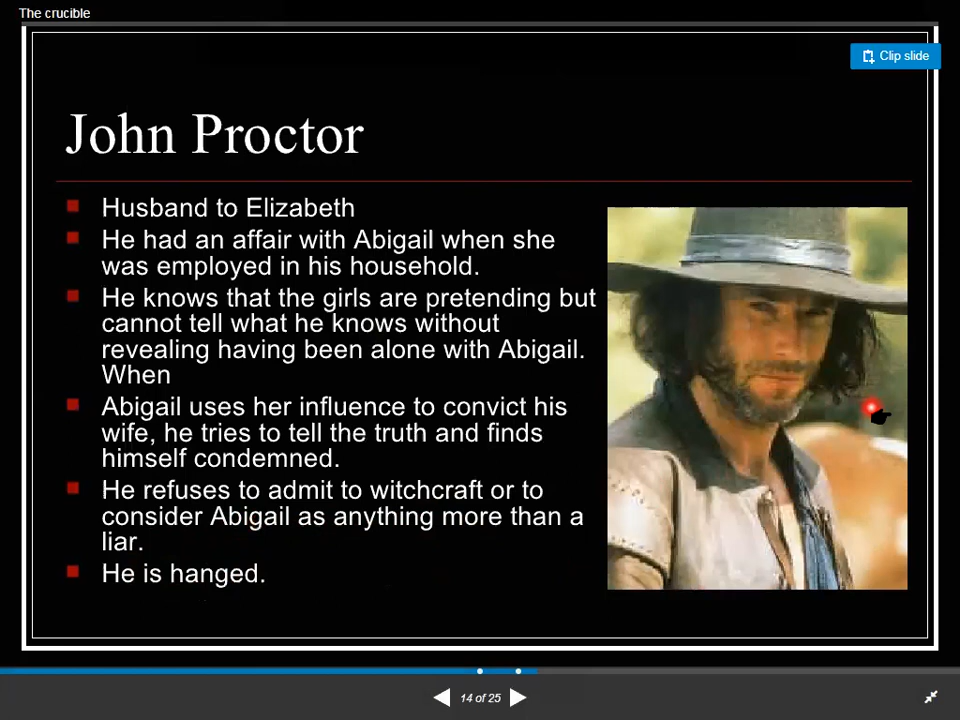 The crucible
Clip slide
John Proctor
Husband to Elizabeth
He had an affair with Abigail when she
was employed in his household.
He knows that the girls are pretending but
cannot tell what he knows without
revealing having been alone with Abigail.
When
Abigail uses her influence to convict his
wife, he tries to tell the truth and finds
himself condemned.
He refuses to admit to witchcraft or to
consider Abigail as anything more than a
liar.
He is hanged.
14 of 25